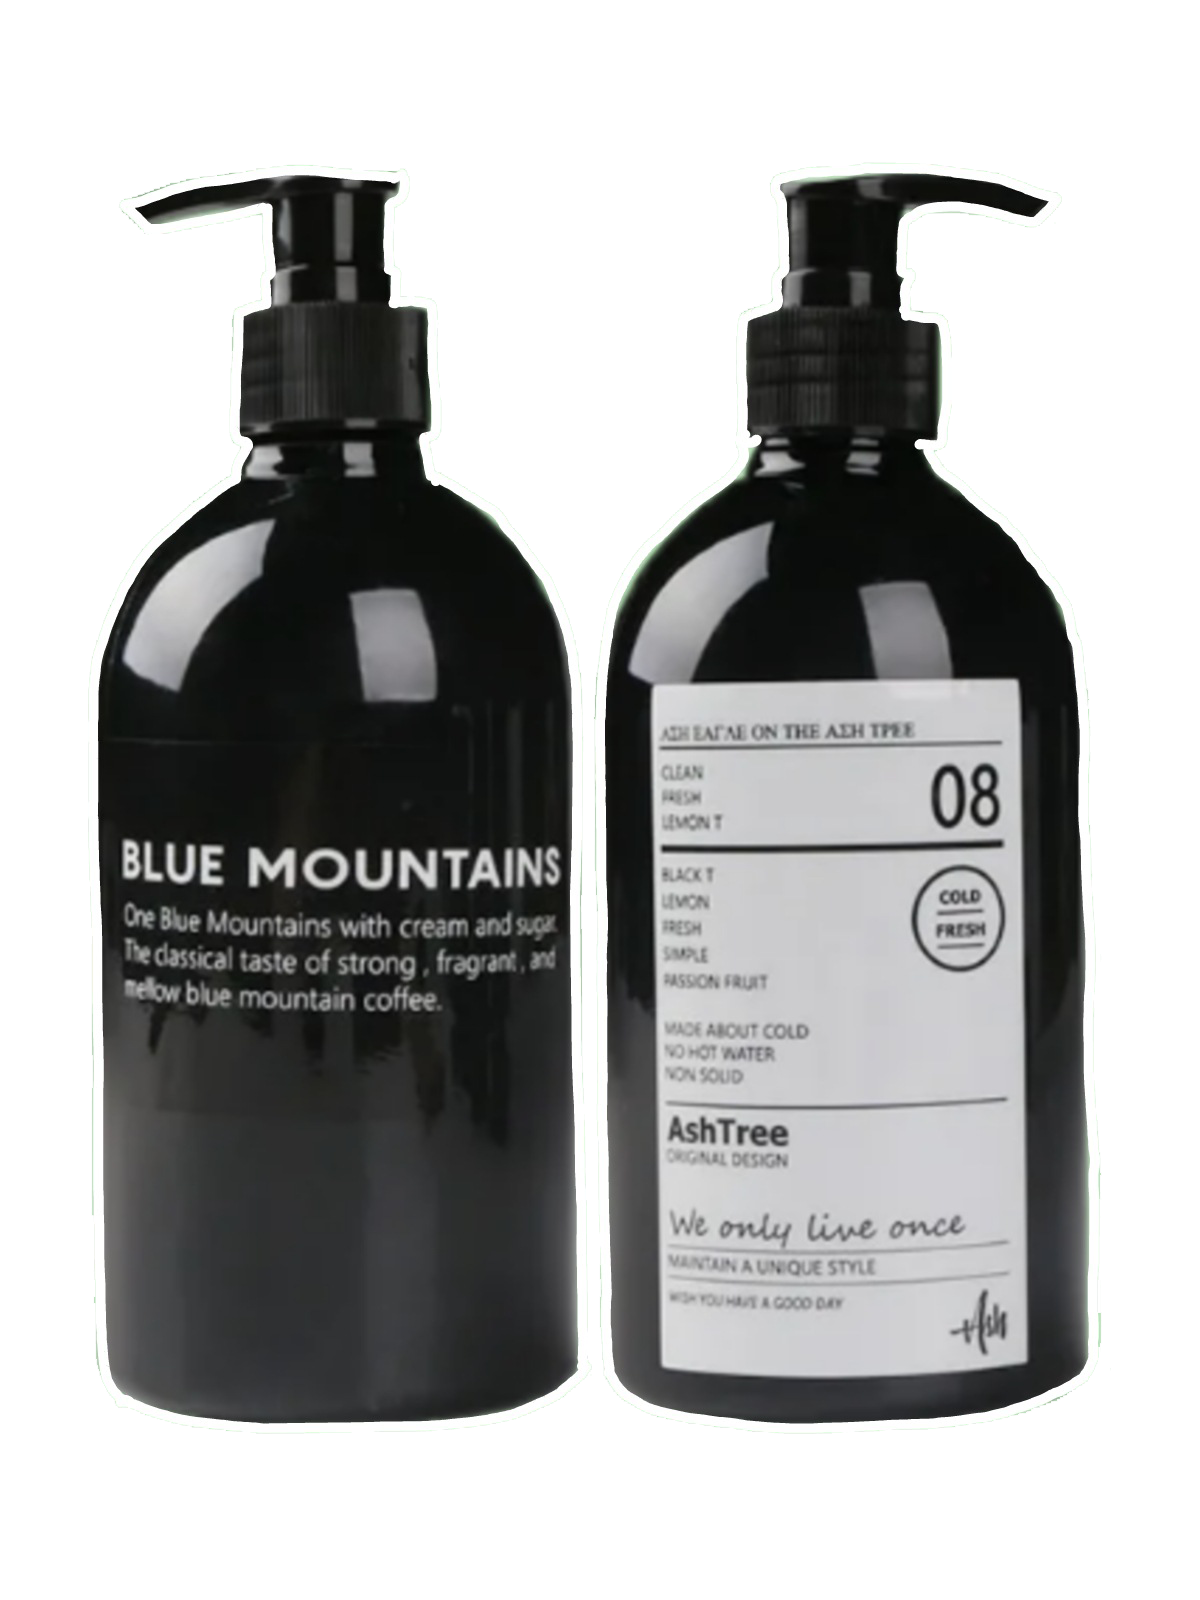 BLUE MOUNTAINS
One Blue Mountains with cream and sugar.
The classical taste of strong , fragrant , and
mellow blue mountain coffee.
ΑΣΗ ΕΑΓΛΕ ΟΝ ΤΗΕ ΑΣΗ ΤΡΕΕ
CLEAN
FRESH
LEMON T
08
BLACK T
LEMON
FRESH
SIMPLE
PASSION FRUIT
COLD
FRESH
MADE ABOUT COLD
NO HOT WATER
NON SOLID
AshTree
ORIGINAL DESIGN
We only live once
MAINTAIN A UNIQUE STYLE
WISH YOU HAVE A GOOD DAY
Ash